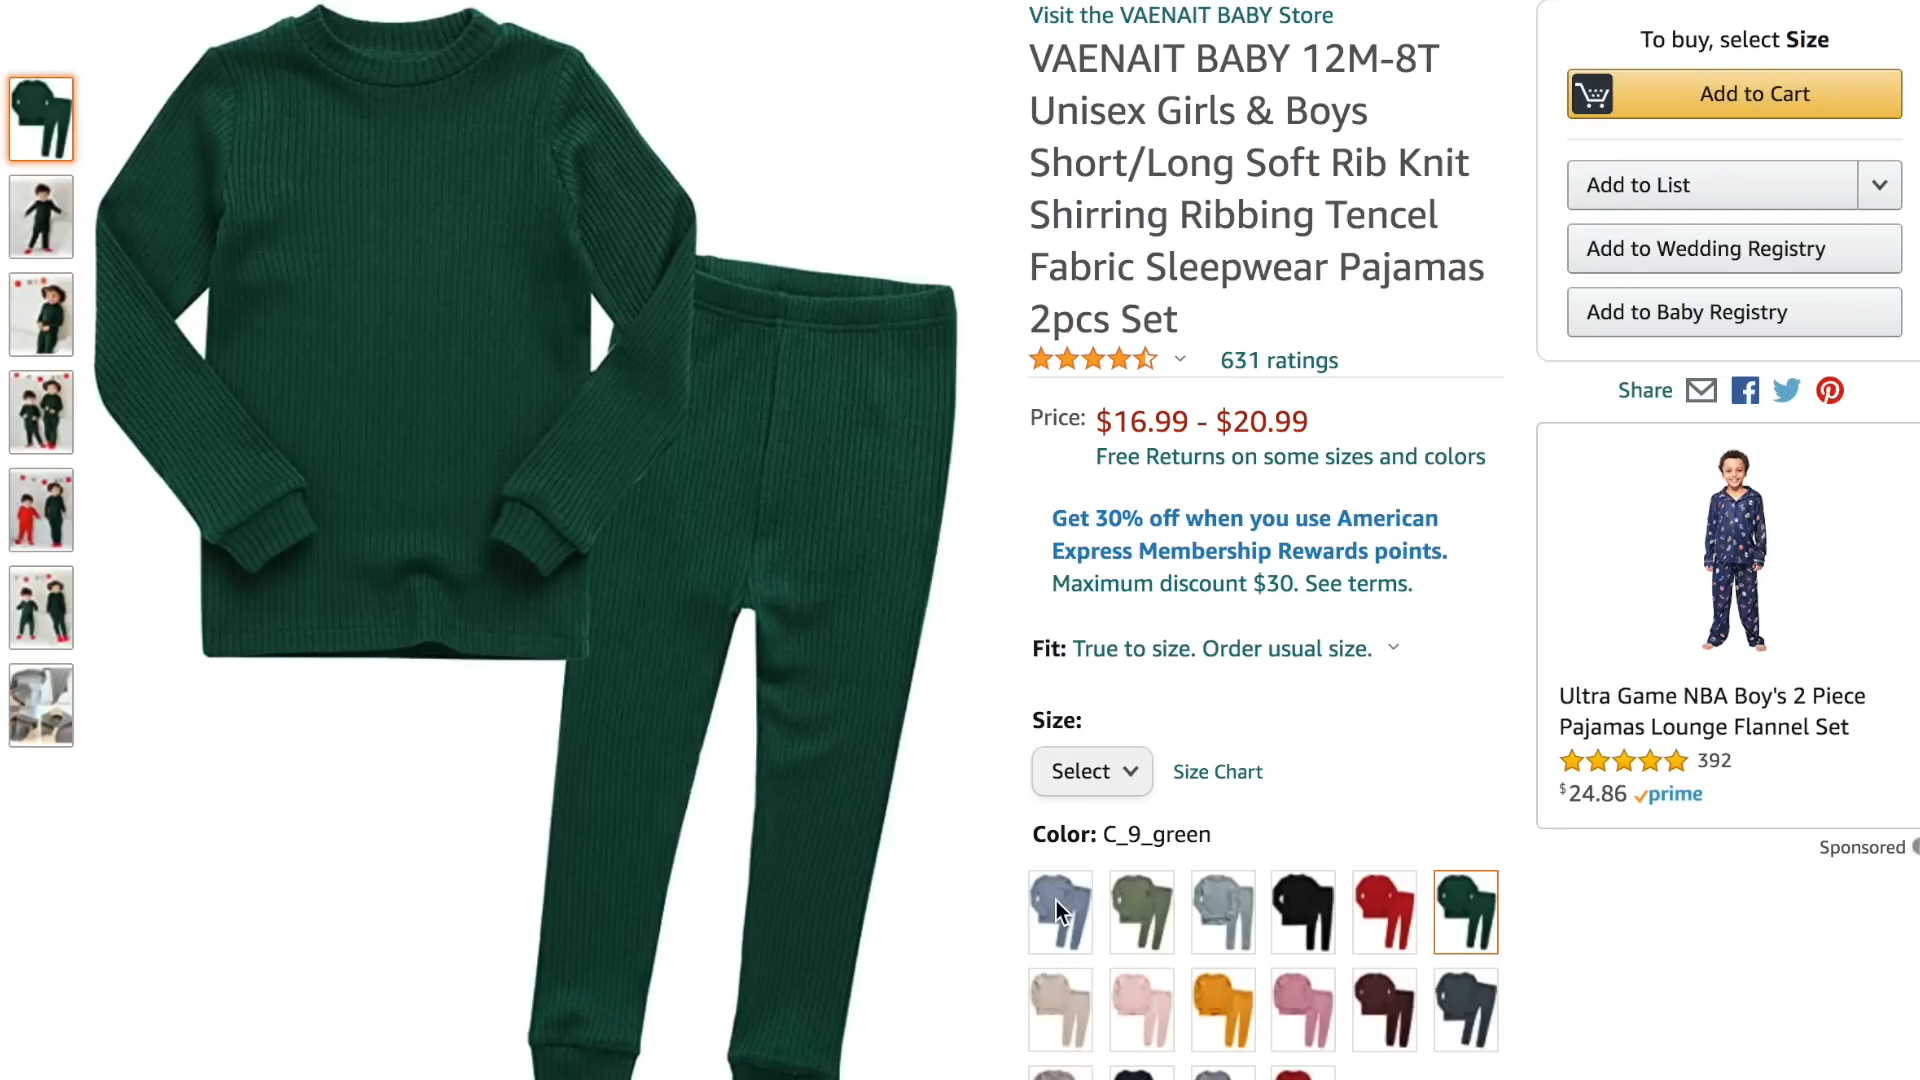 Visit the VAENAIT BABY Store
VAENAIT BABY 12M-8T
Unisex Girls & Boys
Short/Long Soft Rib Knit
Shirring Ribbing Tencel
Fabric Sleepwear Pajamas
2pcs Set
631 ratings
Price: $16.99 - $20.99
Free Returns on some sizes and colors
Get 30% off when you use American
Express Membership Rewards points.
Maximum discount $30. See terms.
Fit: True to size. Order usual size.
Size:
Select
Size Chart
Color: C_9_green
To buy, select Size
Add to Cart
Add to List
Add to Wedding Registry
Add to Baby Registry
Share
Ultra Game NBA Boy's 2 Piece
Pajamas Lounge Flannel Set
392
$24.86 prime
Sponsored